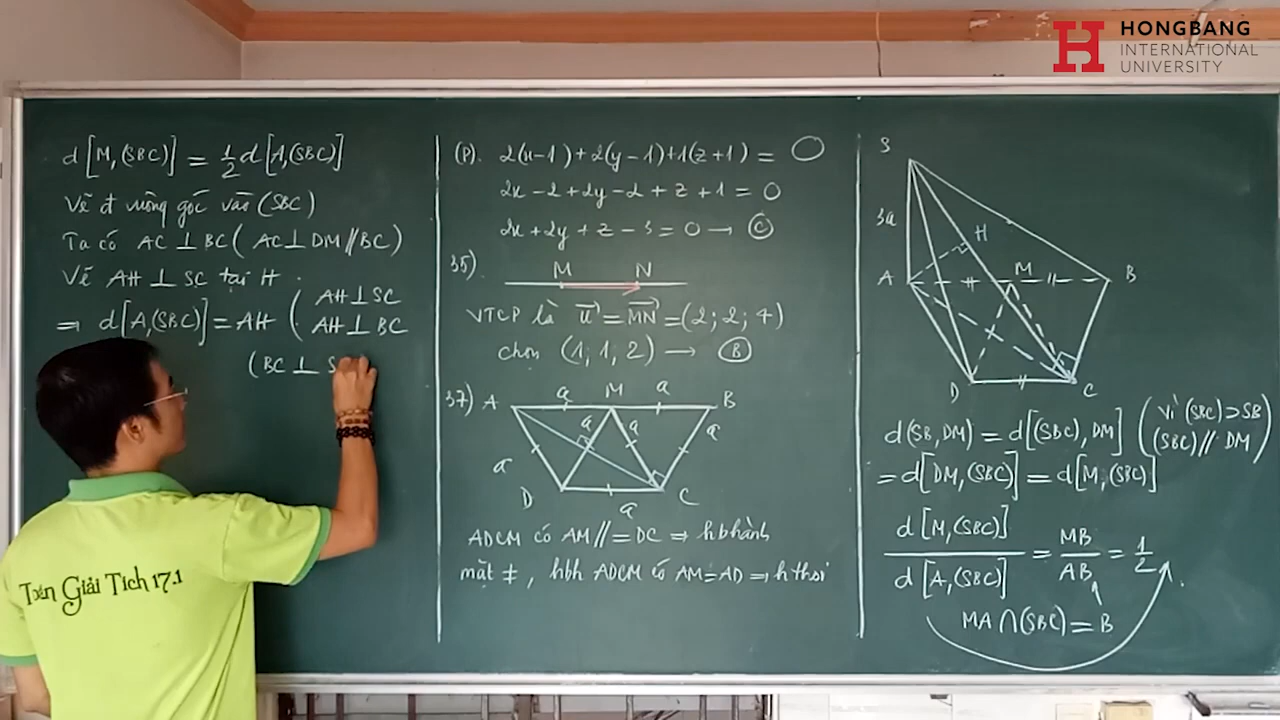 HONGBANG
INTERNATIONAL
UNIVERSITY
d[M,(SBC)] = 1/2 d[A,(SBC)]
Vẽ đt vuông góc vào (SBC)
Ta có AC ⊥ BC (AC ⊥ DM // BC)
Vẽ AH ⊥ SC tại H.
⇒ d[A,(SBC)] = AH ( AH ⊥ SC
AH ⊥ BC
(BC ⊥ S
(P). 2(x-1)+2(y-1)+1(z+1) = 0
2x - 2 + 2y - 2 + z + 1 = 0
2x + 2y + z - 3 = 0 → C
35)
M N
VTCP là u = MN = (2; 2; 4)
chọn (1; 1; 2) → B
37) A a M a B
a a a a
D a C
ADCM có AM // = DC ⇒ hbhành
mặt ≠, hbh ADCM có AM = AD ⇒ h thoi
S
3a
H
A M B
D C
d(SB,DM) = d[(SBC),DM] ( Vì (SBC) ⊃ SB
(SBC) // DM )
= d[DM,(SBC)] = d[M,(SBC)]
d[M,(SBC)] / d[A,(SBC)] = MB / AB = 1/2
MA ∩ (SBC) = B
Toán Giải Tích 17.1